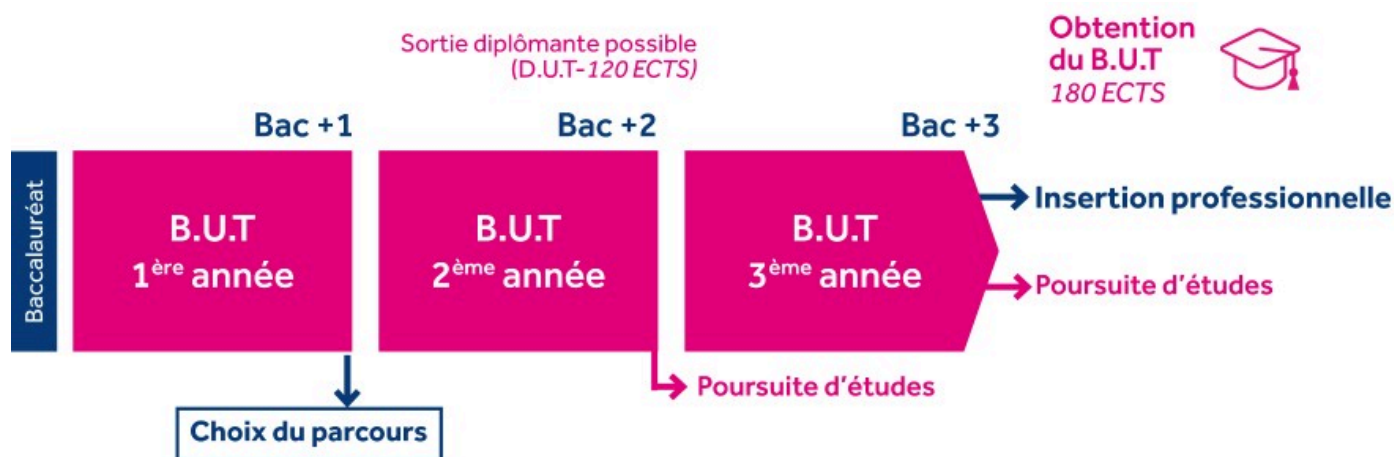 Sortie diplômante possible
(D.U.T-120 ECTS)
Obtention
du B.U.T
180 ECTS
Bac +1
Bac +2
Bac +3
Baccalauréat
B.U.T
1ère année
B.U.T
2ème année
B.U.T
3ème année
Insertion professionnelle
Poursuite d'études
Poursuite d'études
Choix du parcours